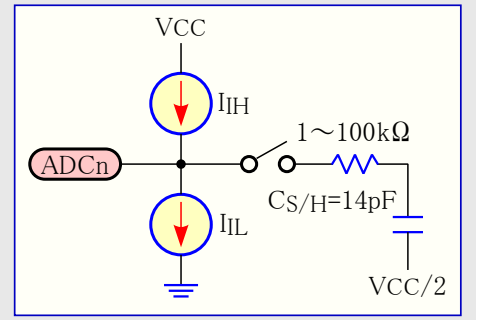 VCC
IIH
1～100kΩ
ADCn
CS/H=14pF
IIL
VCC/2